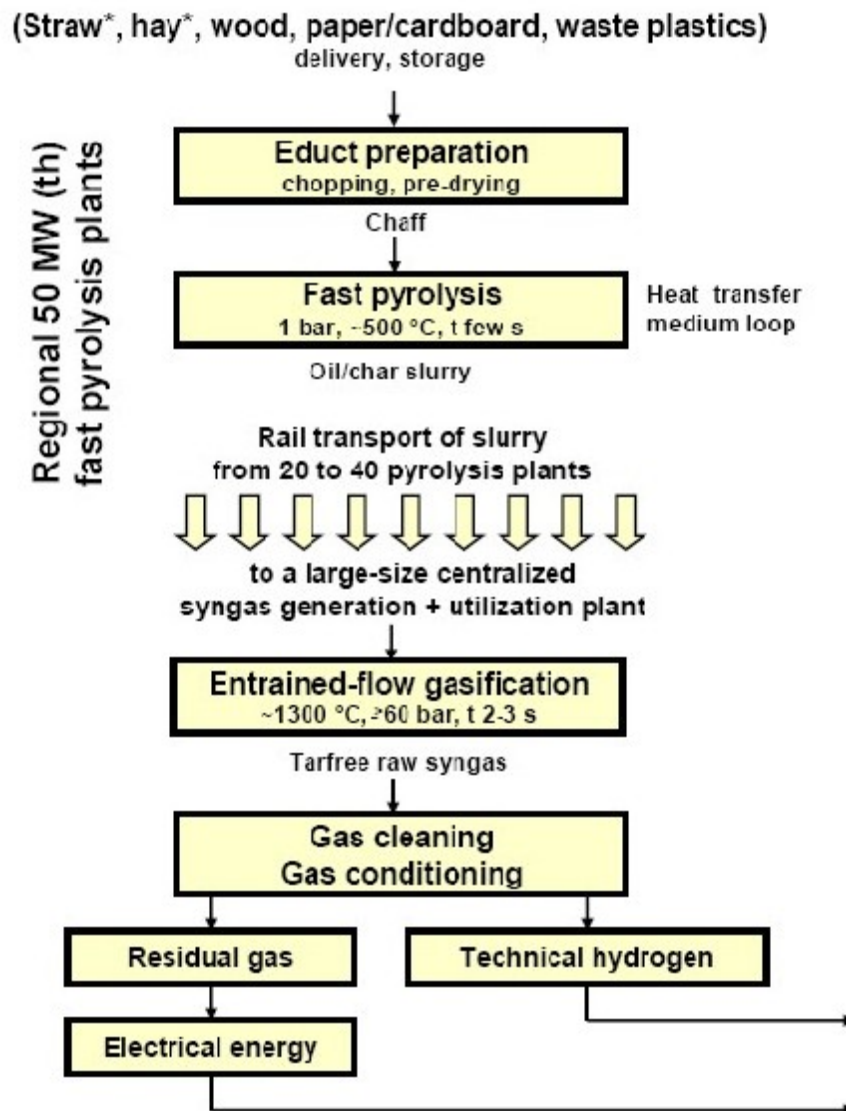 (Straw*, hay*, wood, paper/cardboard, waste plastics)
delivery, storage
Regional 50 MW (th)
fast pyrolysis plants
Educt preparation
chopping, pre-drying
Chaff
Fast pyrolysis
1 bar, ~500 °C, t few s
Heat transfer
medium loop
Oil/char slurry
Rail transport of slurry
from 20 to 40 pyrolysis plants
to a large-size centralized
syngas generation + utilization plant
Entrained-flow gasification
~1300 °C, ≥60 bar, t 2-3 s
Tarfree raw syngas
Gas cleaning
Gas conditioning
Residual gas
Technical hydrogen
Electrical energy